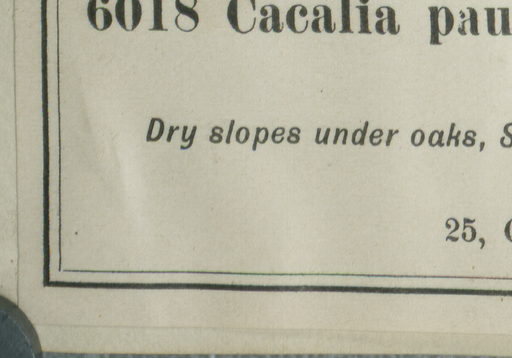 6018 Cacalia pau
Dry slopes under oaks, S
25,